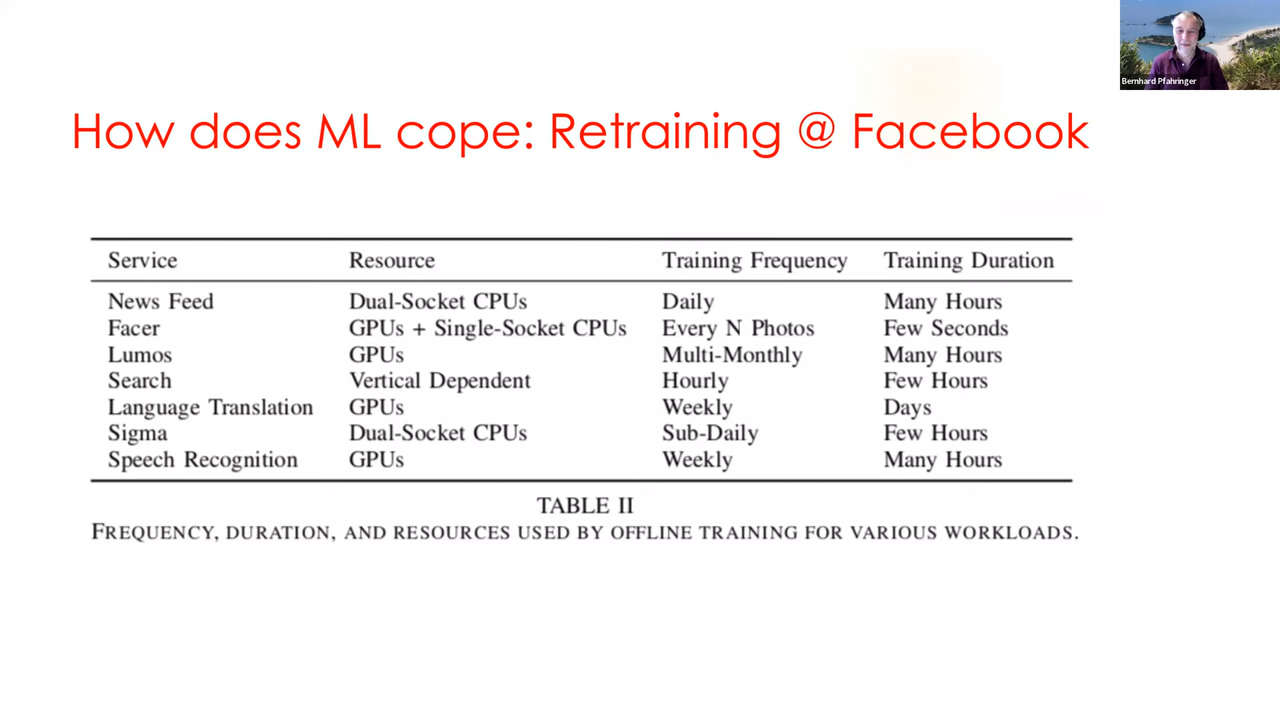 Bernhard Pfahringer
How does ML cope: Retraining @ Facebook
Service Resource Training Frequency Training Duration
News Feed Dual-Socket CPUs Daily Many Hours
Facer GPUs + Single-Socket CPUs Every N Photos Few Seconds
Lumos GPUs Multi-Monthly Many Hours
Search Vertical Dependent Hourly Few Hours
Language Translation GPUs Weekly Days
Sigma Dual-Socket CPUs Sub-Daily Few Hours
Speech Recognition GPUs Weekly Many Hours
TABLE II
FREQUENCY, DURATION, AND RESOURCES USED BY OFFLINE TRAINING FOR VARIOUS WORKLOADS.